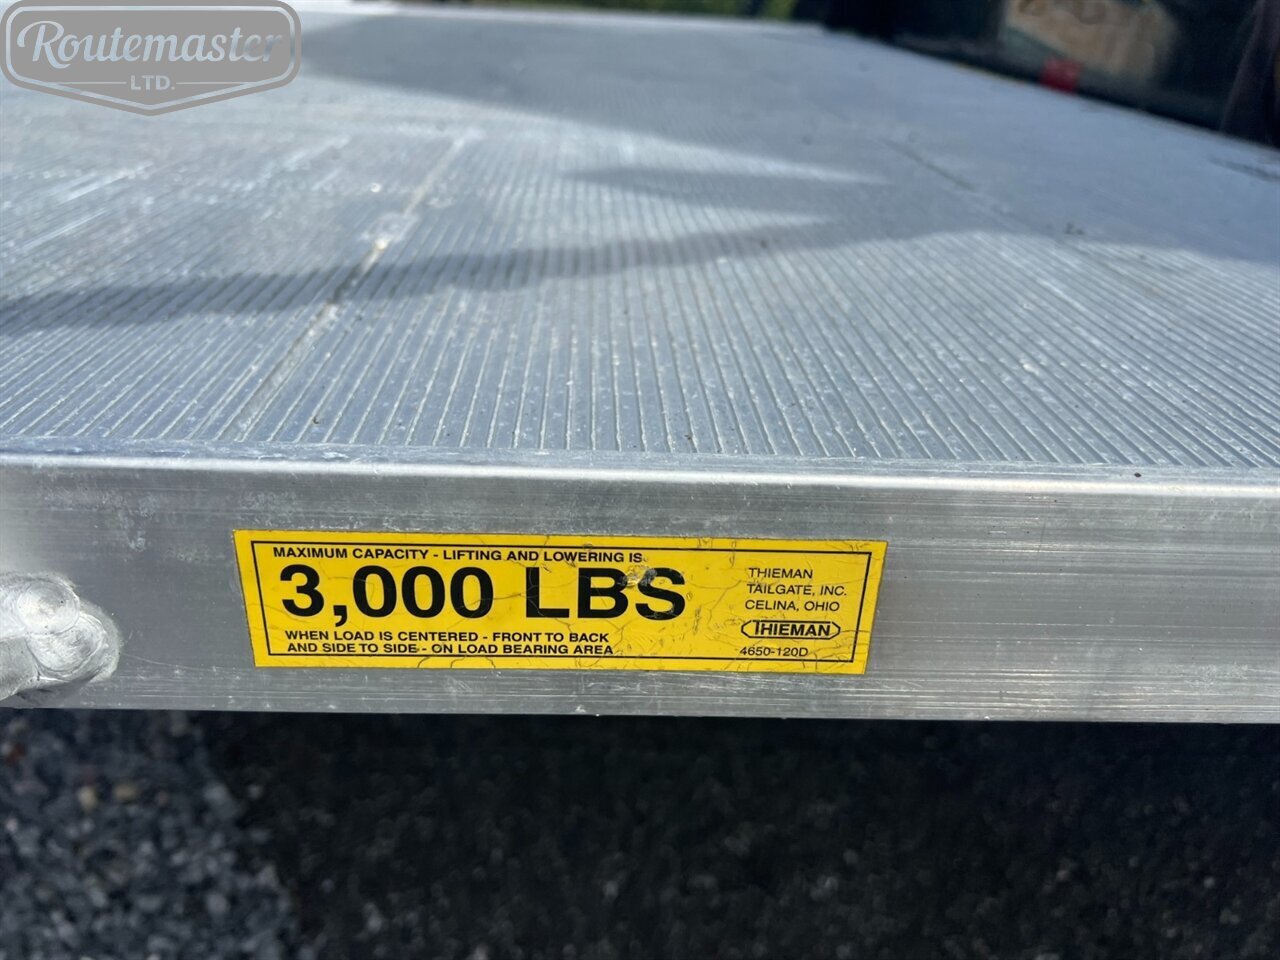 Routemaster
LTD.
MAXIMUM CAPACITY - LIFTING AND LOWERING IS
3,000 LBS
WHEN LOAD IS CENTERED - FRONT TO BACK
AND SIDE TO SIDE - ON LOAD BEARING AREA
THIEMAN
TAILGATE, INC.
CELINA, OHIO
THIEMAN
4650-120D